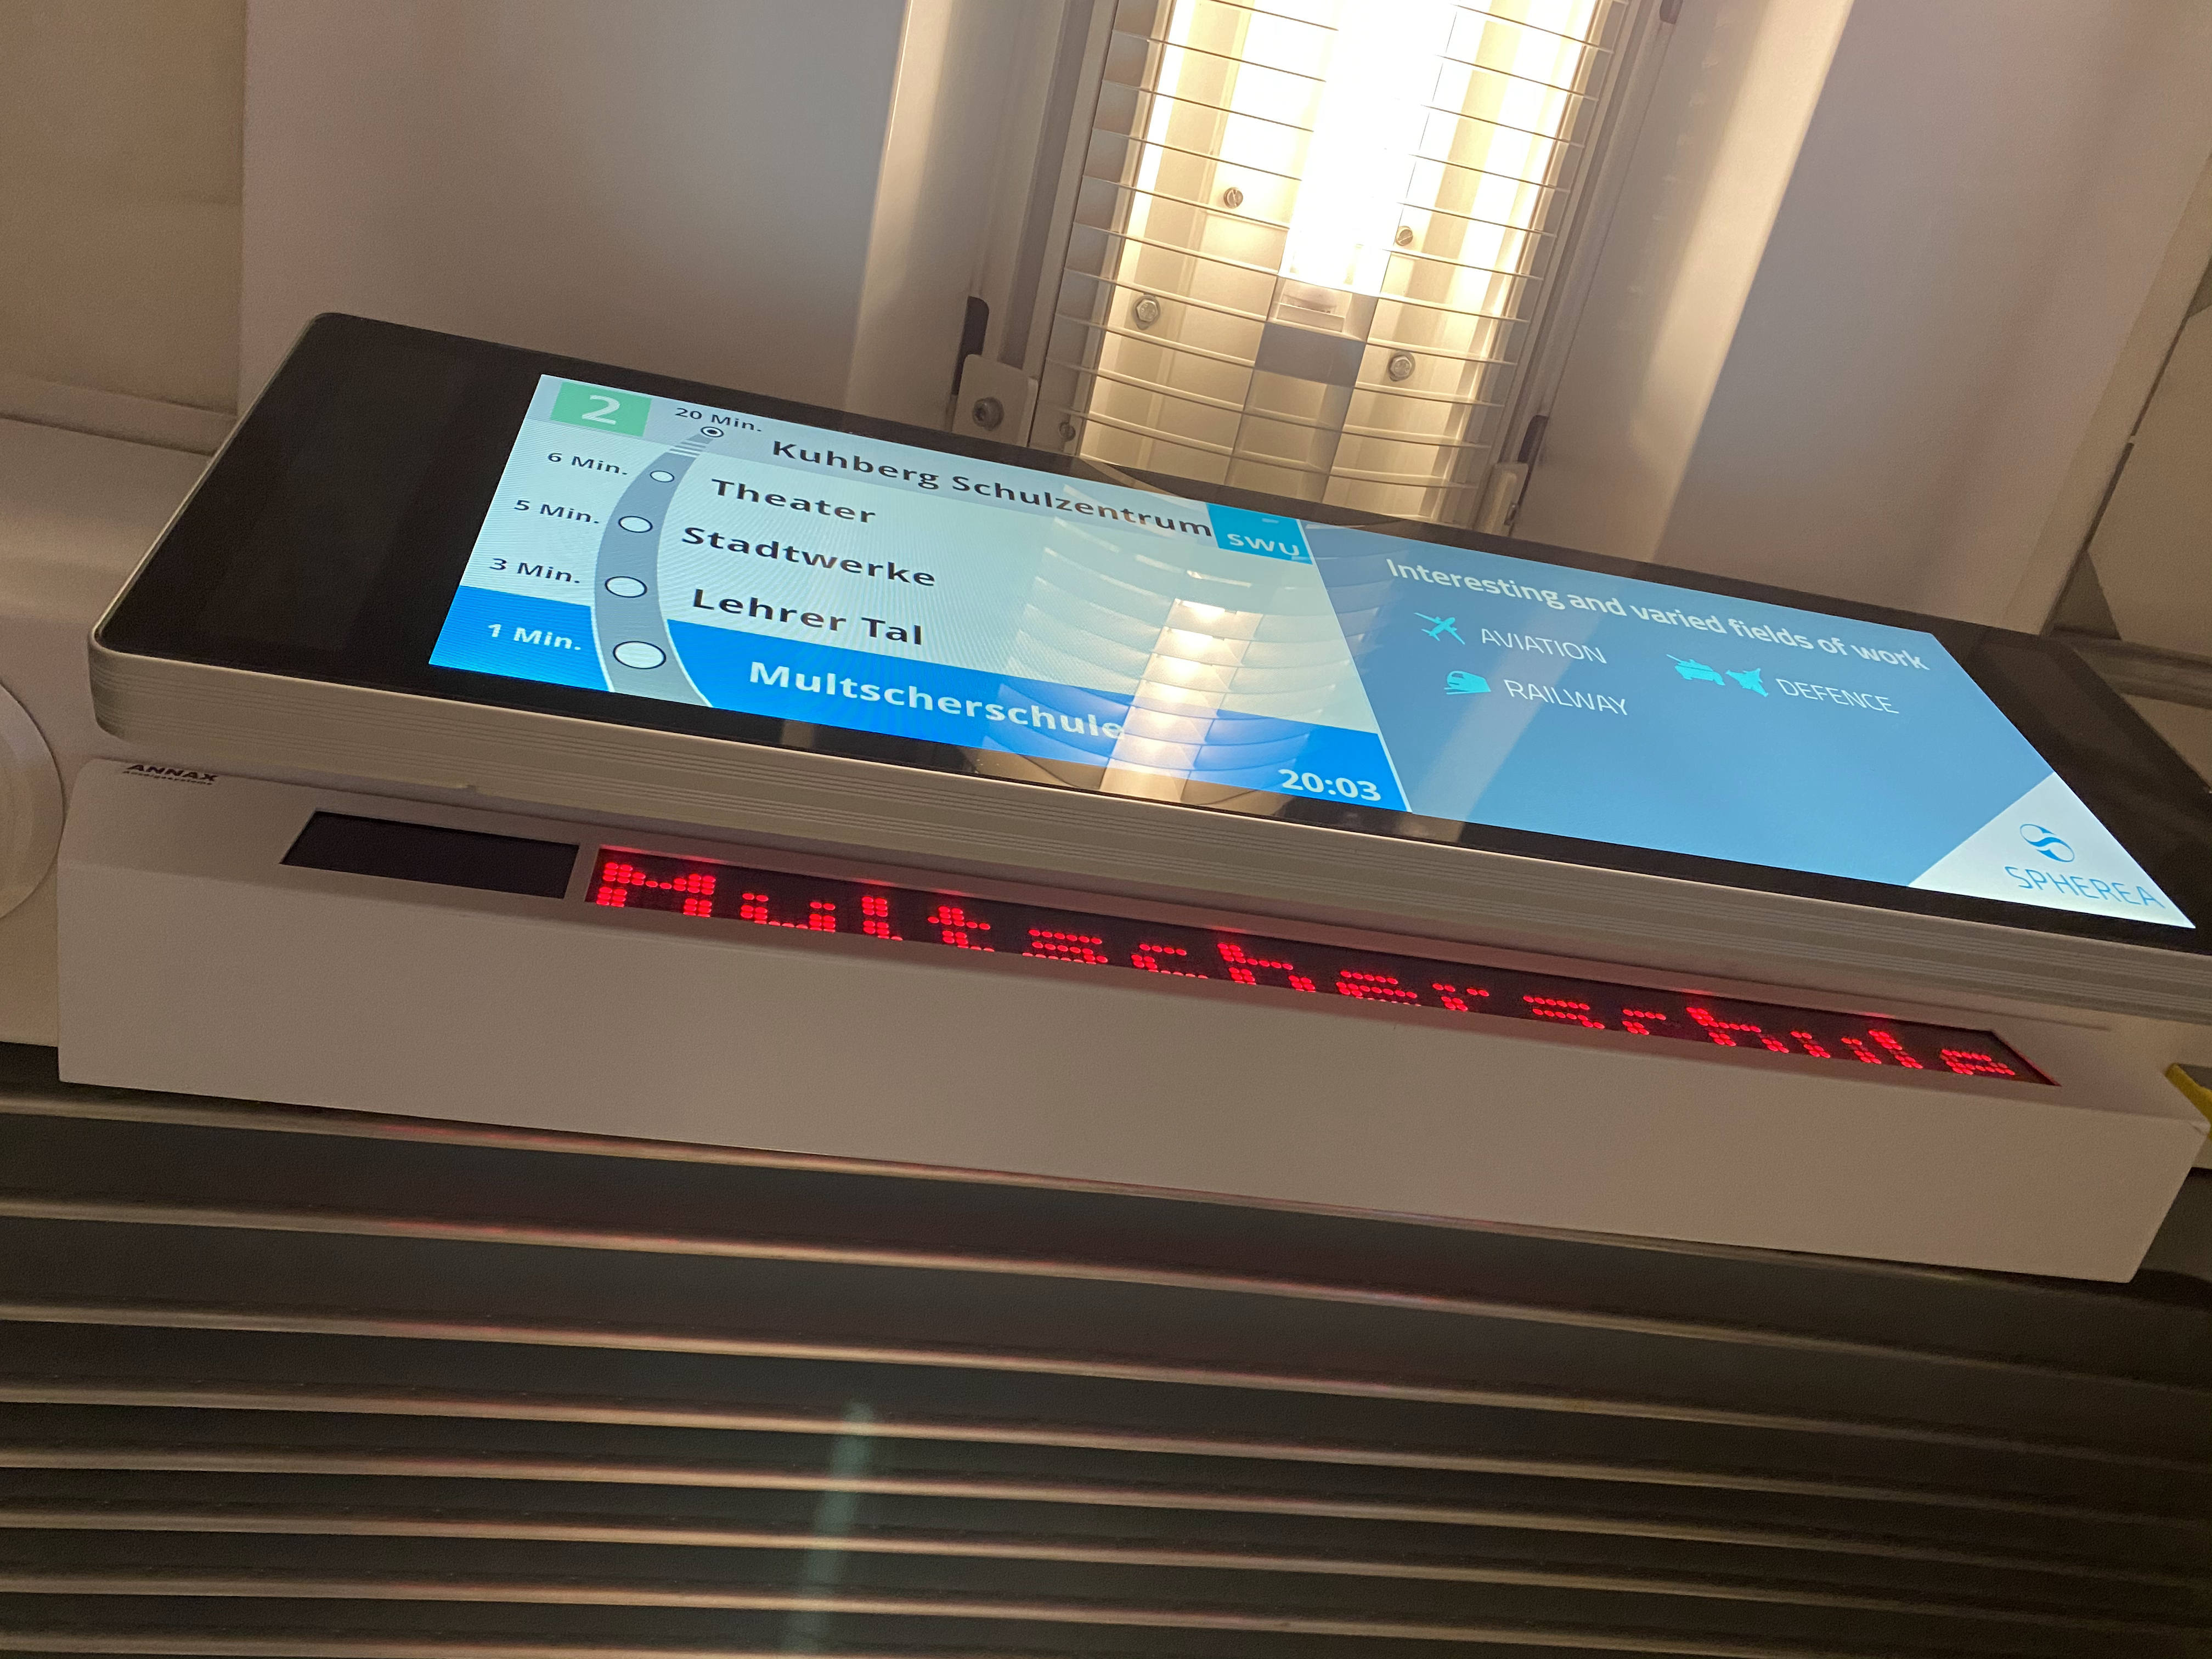 2
20 Min.
Kuhberg Schulzentrum
swu
6 Min.
Theater
5 Min.
Stadtwerke
3 Min.
Lehrer Tal
1 Min.
Multscherschule
20:03
Interesting and varied fields of work
AVIATION
RAILWAY
DEFENCE
SPHEREA
ANNAX
Anzeigesysteme
Multscherschule